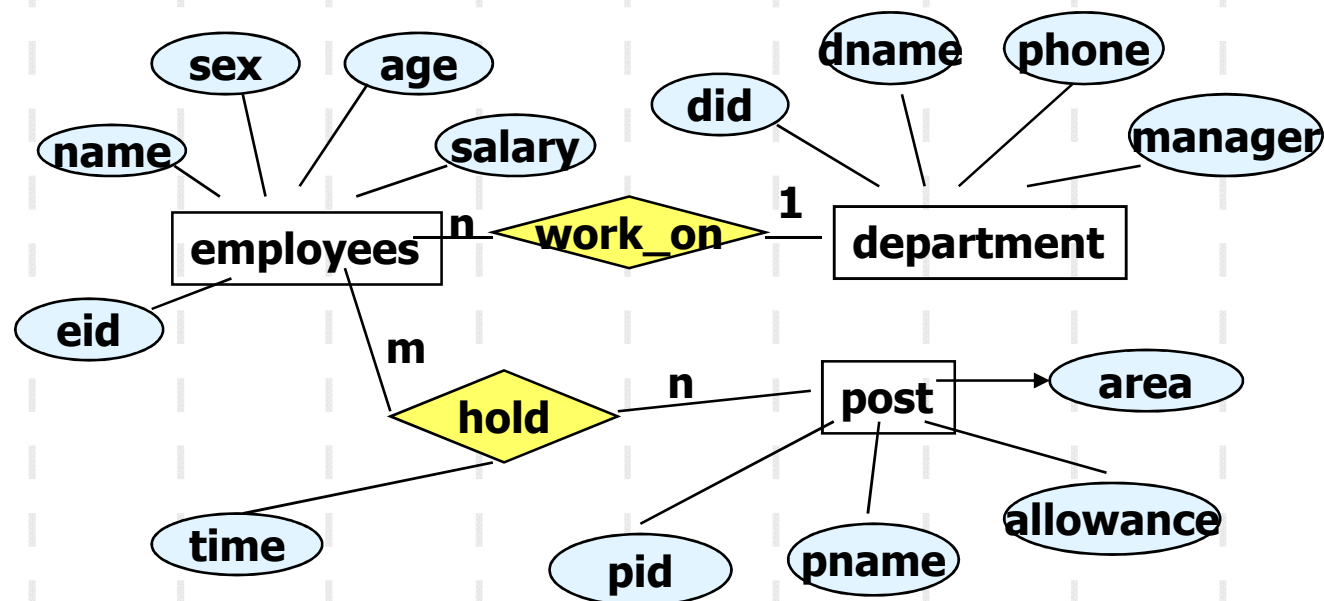 dname
phone
sex
age
did
manager
name
salary
1
n
work_on
employees
department
eid
m
n
area
post
hold
allowance
time
pname
pid